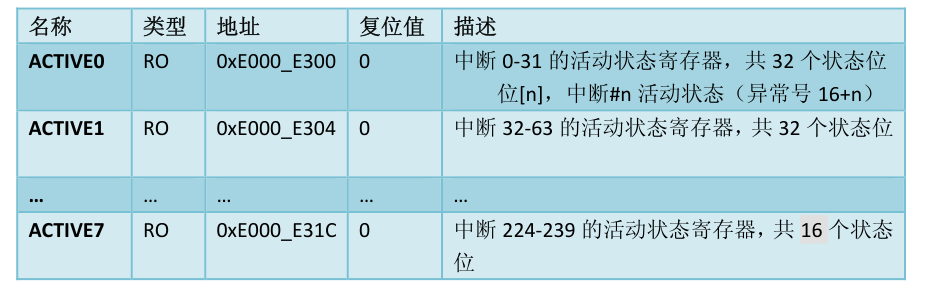 名称 类型 地址 复位值 描述
ACTIVE0 RO 0xE000_E300 0 中断 0-31 的活动状态寄存器，共 32 个状态位
位[n]，中断#n 活动状态（异常号 16+n）
ACTIVE1 RO 0xE000_E304 0 中断 32-63 的活动状态寄存器，共 32 个状态位
... ... ... ... ...
ACTIVE7 RO 0xE000_E31C 0 中断 224-239 的活动状态寄存器，共 16 个状态
位